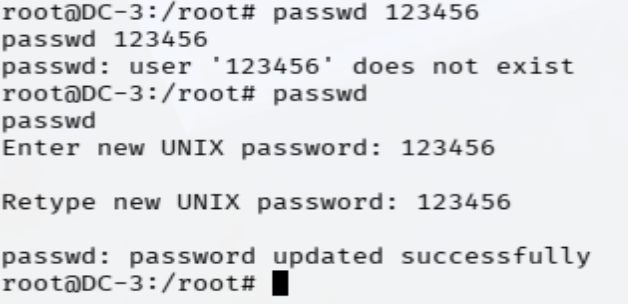 root@DC-3:/root# passwd 123456
passwd 123456
passwd: user '123456' does not exist
root@DC-3:/root# passwd
passwd
Enter new UNIX password: 123456
Retype new UNIX password: 123456
passwd: password updated successfully
root@DC-3:/root#